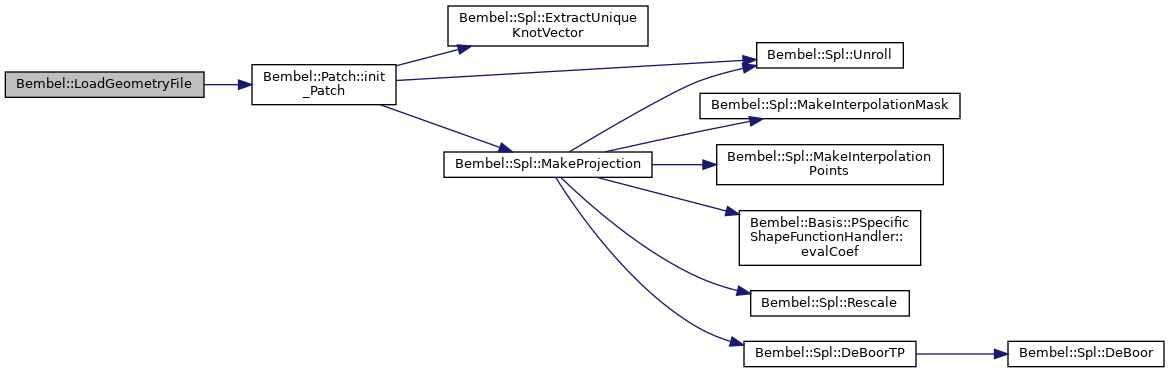 Bembel::LoadGeometryFile
Bembel::Patch::init
_Patch
Bembel::Spl::ExtractUnique
KnotVector
Bembel::Spl::Unroll
Bembel::Spl::MakeProjection
Bembel::Spl::MakeInterpolationMask
Bembel::Spl::MakeInterpolation
Points
Bembel::Basis::PSpecific
ShapeFunctionHandler::
evalCoef
Bembel::Spl::Rescale
Bembel::Spl::DeBoorTP
Bembel::Spl::DeBoor